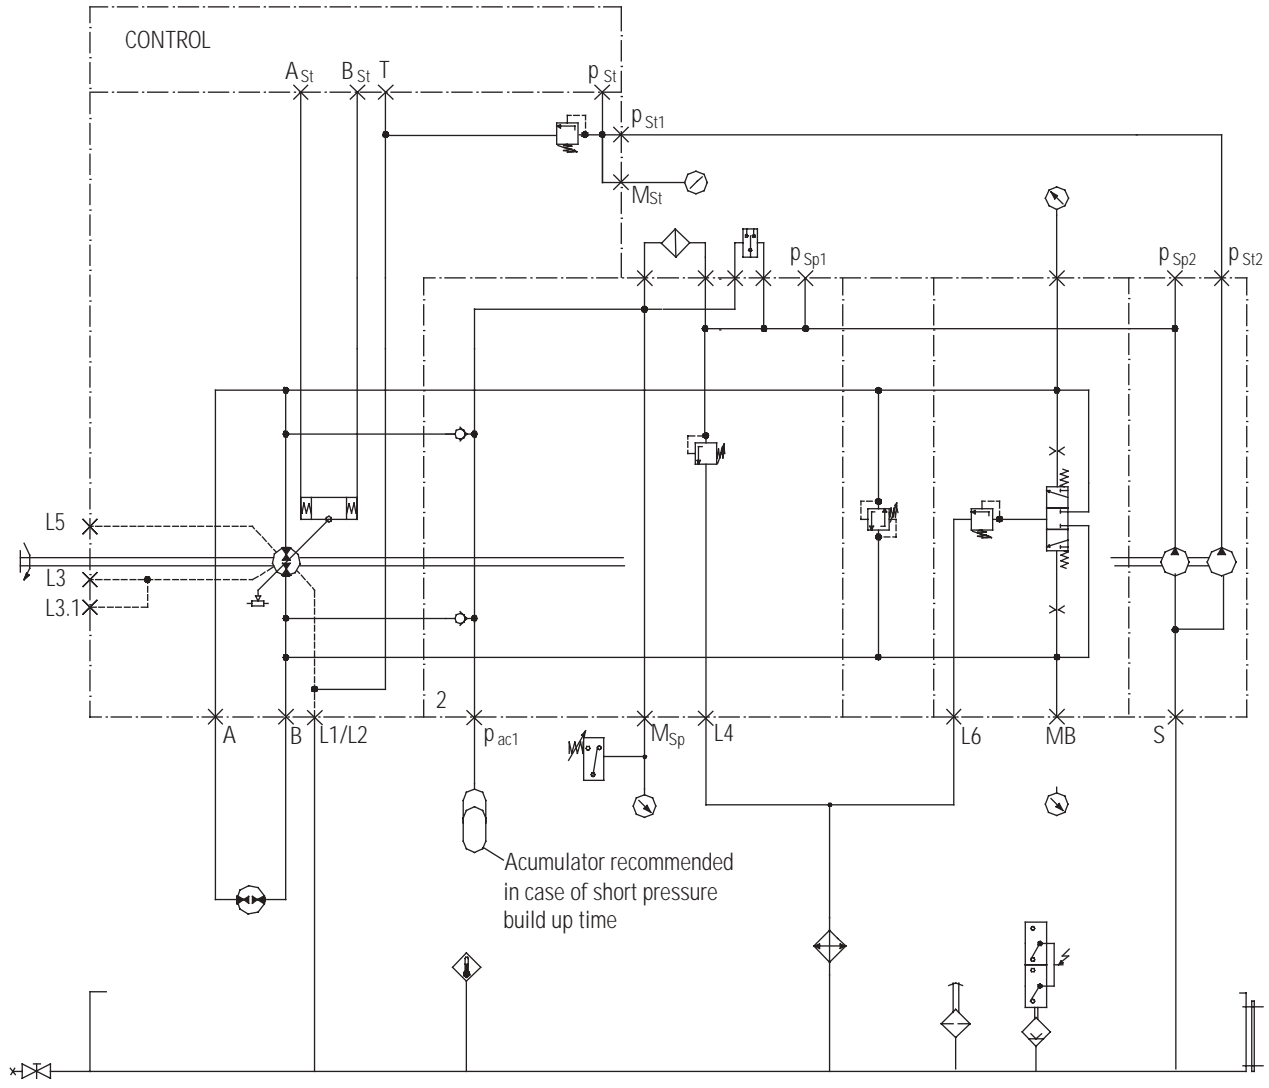 CONTROL
A St
B St
T
p St
p St1
M St
p Sp1
p Sp2
p St2
L5
L3
L3.1
2
A
B
L1/L2
p ac1
M Sp
L4
L6
MB
S
Acumulator recommended
in case of short pressure
build up time